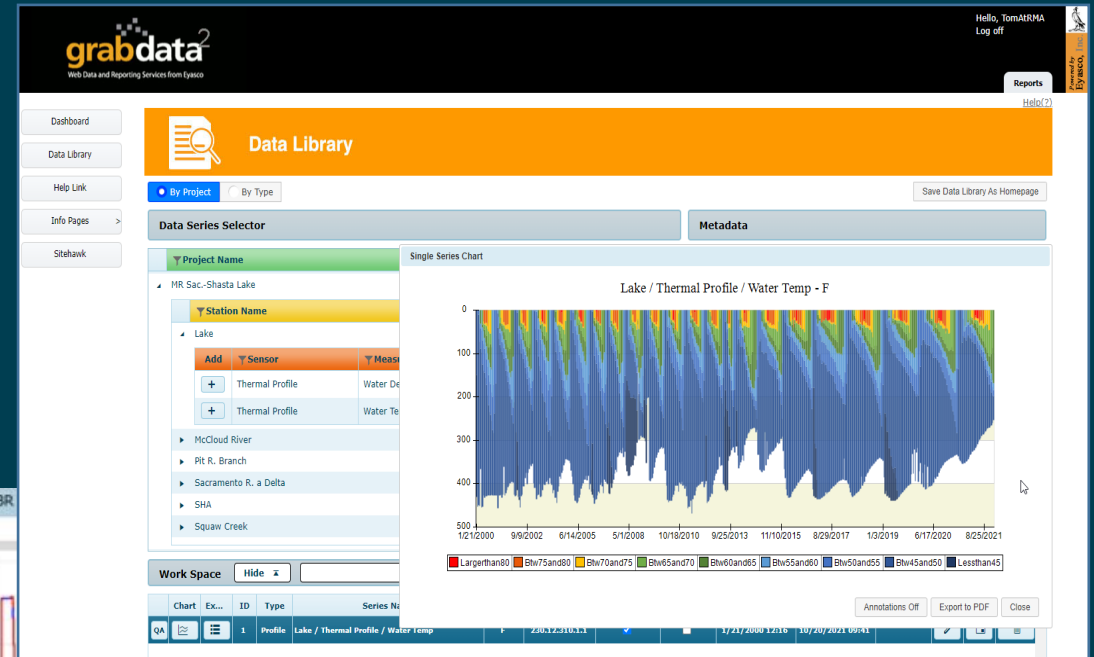 grabdata2
Web Data and Reporting Services from Eyasco
Hello, TomAtRMA
Log off
Powered by
Eyasco, Inc.
Reports
Help(?)
Dashboard
Data Library
Help Link
Info Pages >
Sitehawk
Data Library
By Project By Type
Save Data Library As Homepage
Data Series Selector
Metadata
Project Name
MR Sac.-Shasta Lake
Station Name
Lake
Add Sensor Meas
+ Thermal Profile Water De
+ Thermal Profile Water Te
McCloud River
Pit R. Branch
Sacramento R. a Delta
SHA
Squaw Creek
Single Series Chart
Lake / Thermal Profile / Water Temp - F
0
100
200
300
400
500
1/21/2000 9/9/2002 6/14/2005 5/1/2008 10/18/2010 9/25/2013 11/10/2015 8/29/2017 1/3/2019 6/17/2020 8/25/2021
Largerthan80 Btw75and80 Btw70and75 Btw65and70 Btw60and65 Btw55and60 Btw50and55 Btw45and50 Lessthan45
Annotations Off Export to PDF Close
Work Space Hide
Chart Ex... ID Type Series Na
QA 1 Profile Lake / Thermal Profile / Water Temp F 230.12.310.1.1 1/21/2000 12:16 10/20/2021 09:41
BR